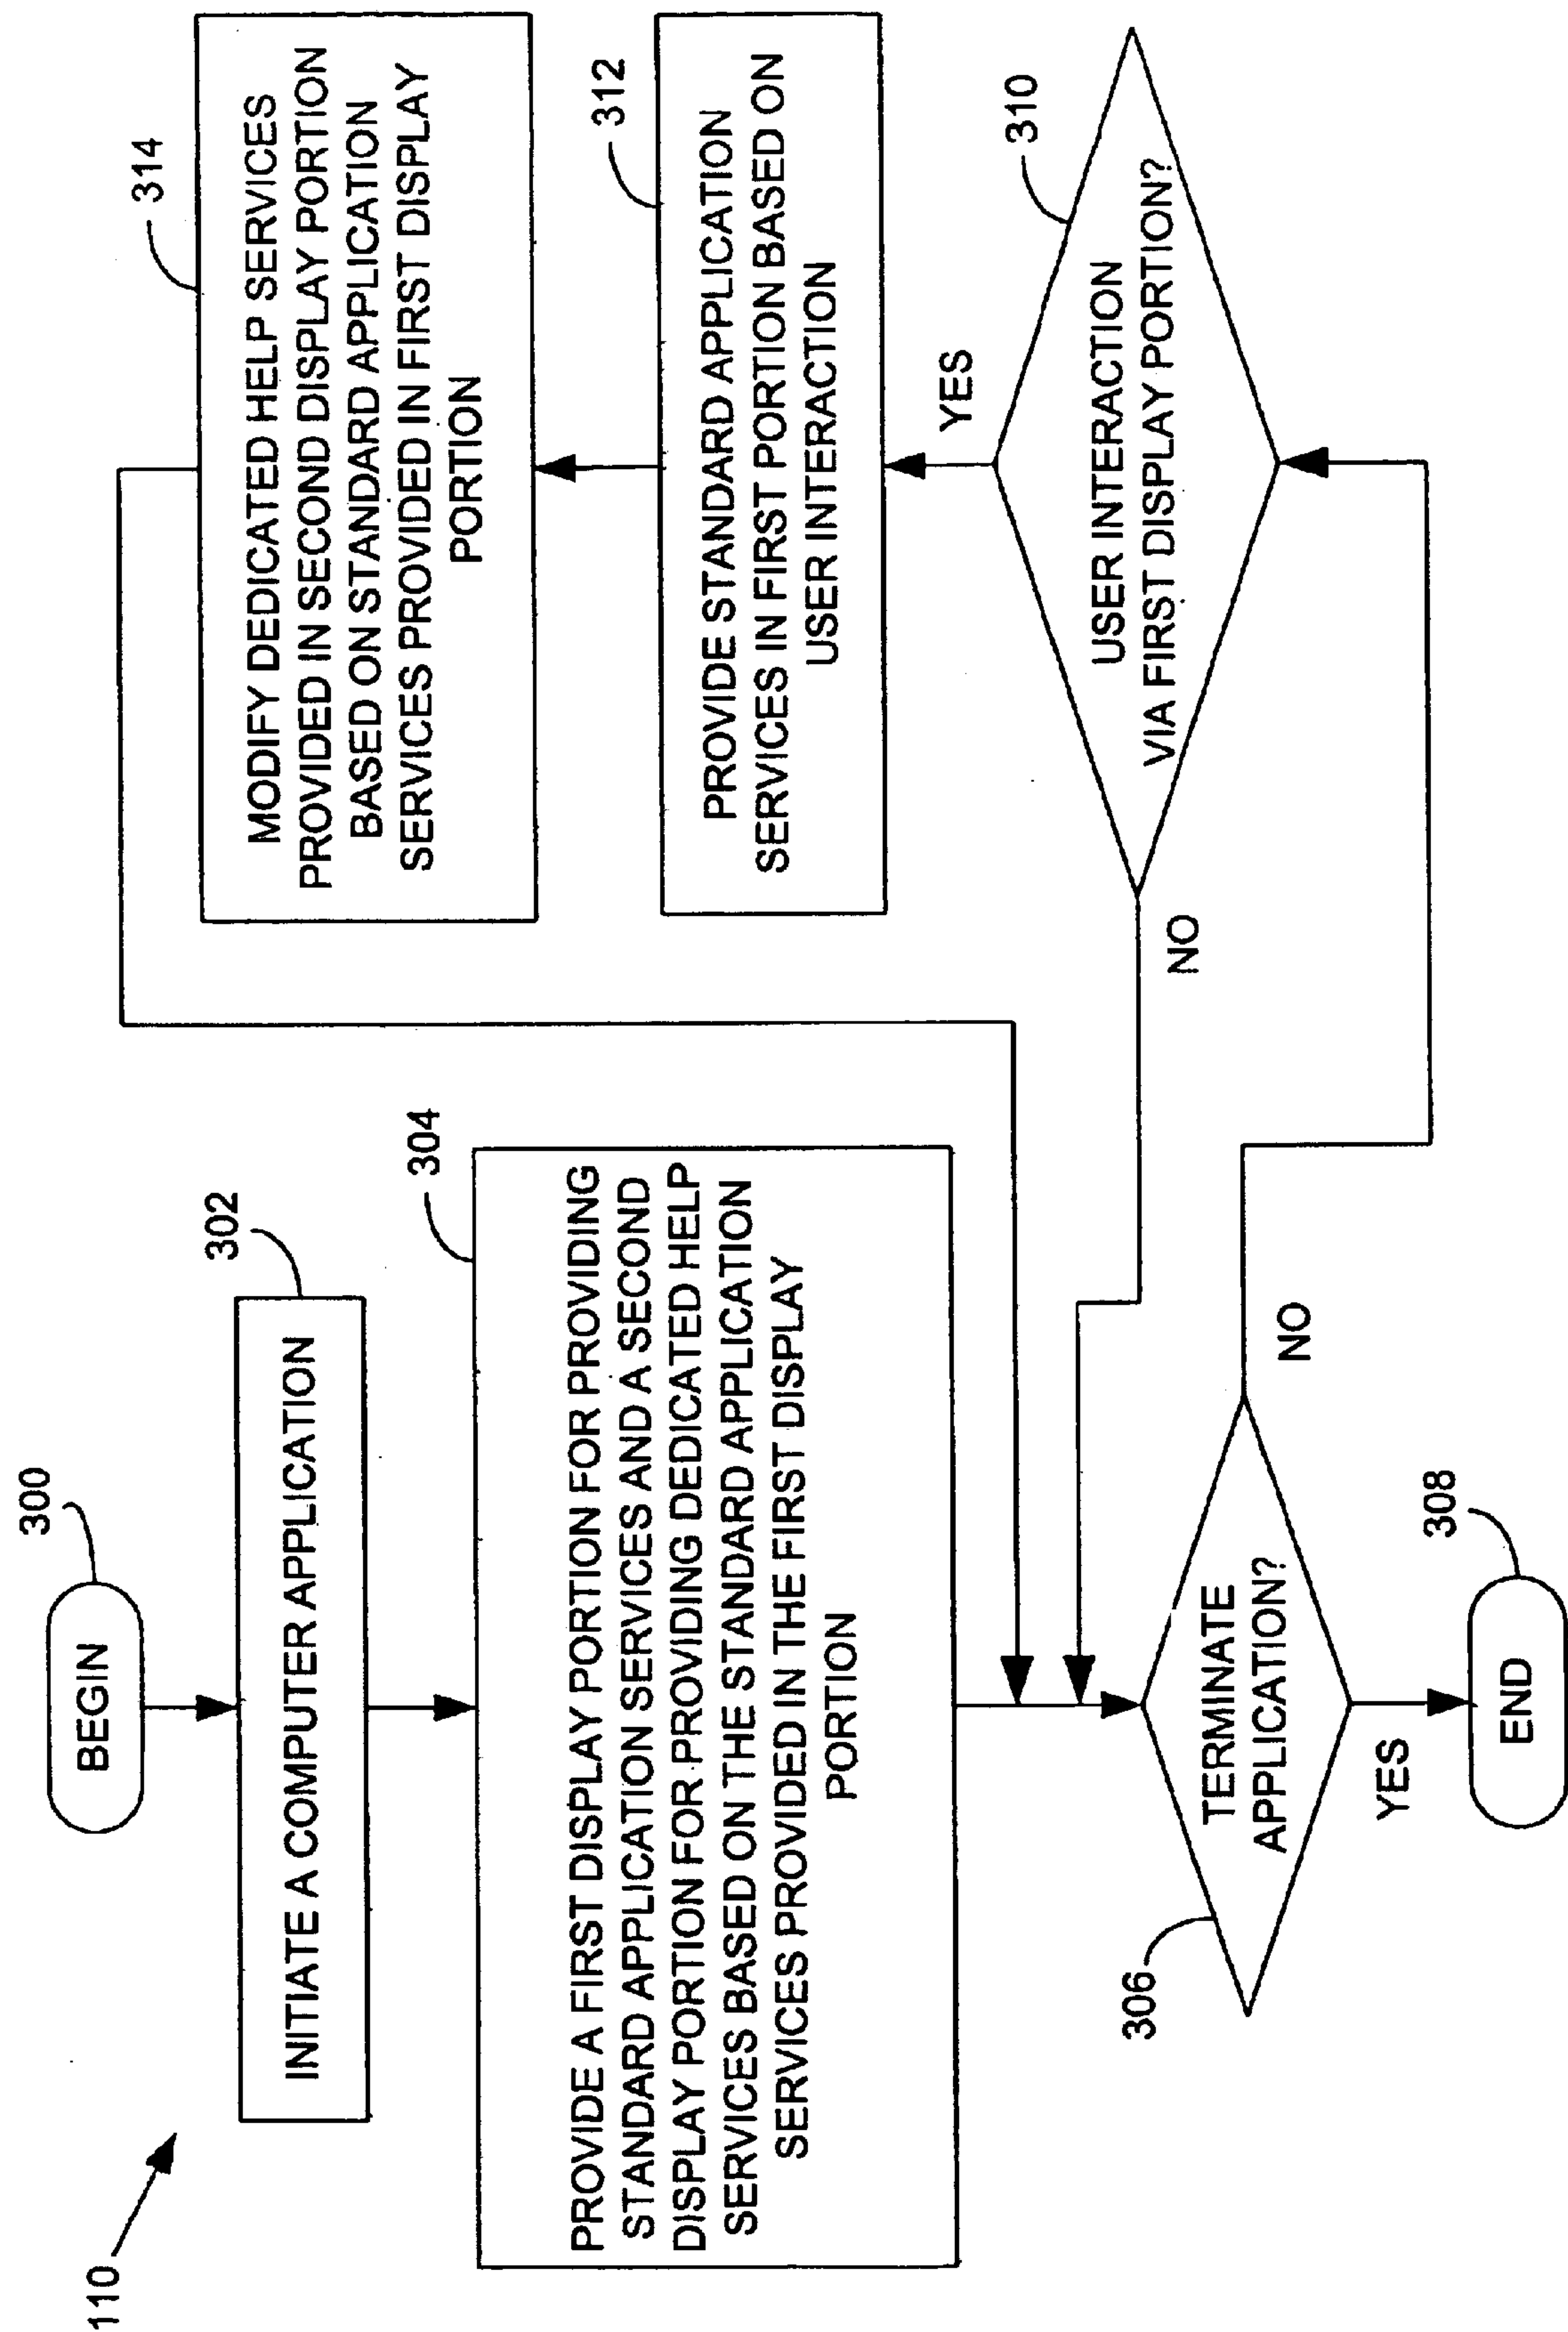 110
300
BEGIN
302
INITIATE A COMPUTER APPLICATION
304
PROVIDE A FIRST DISPLAY PORTION FOR PROVIDING
STANDARD APPLICATION SERVICES AND A SECOND
DISPLAY PORTION FOR PROVIDING DEDICATED HELP
SERVICES BASED ON THE STANDARD APPLICATION
SERVICES PROVIDED IN THE FIRST DISPLAY
PORTION
306
TERMINATE
APPLICATION?
NO
YES
308
END
310
USER INTERACTION
VIA FIRST DISPLAY PORTION?
NO
YES
312
PROVIDE STANDARD APPLICATION
SERVICES IN FIRST PORTION BASED ON
USER INTERACTION
314
MODIFY DEDICATED HELP SERVICES
PROVIDED IN SECOND DISPLAY PORTION
BASED ON STANDARD APPLICATION
SERVICES PROVIDED IN FIRST DISPLAY
PORTION